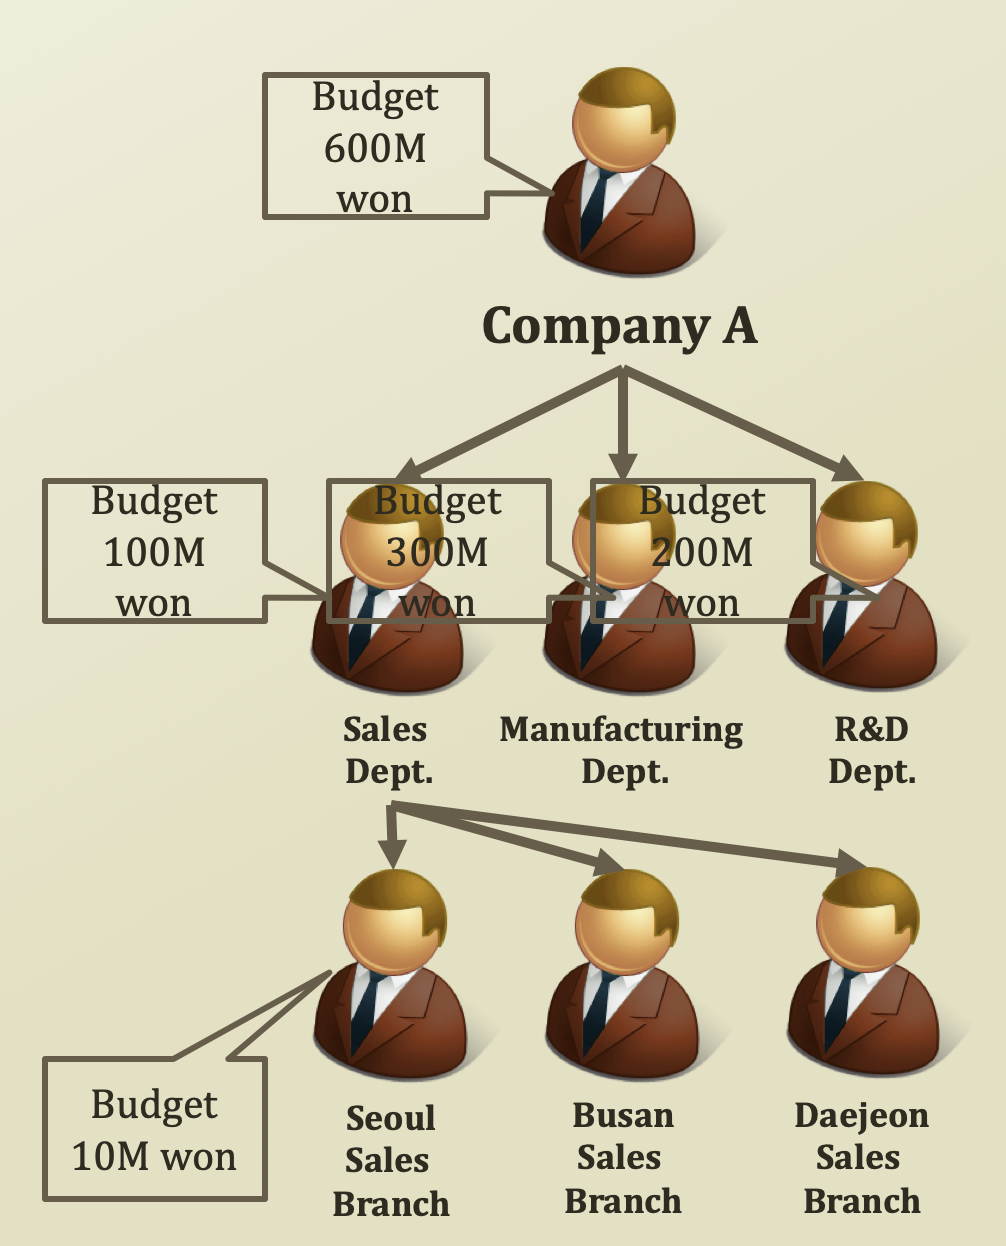 Budget
600M
won
Company A
Budget
100M
won
Budget
300M
won
Budget
200M
won
Sales
Dept.
Manufacturing
Dept.
R&D
Dept.
Budget
10M won
Seoul
Sales
Branch
Busan
Sales
Branch
Daejeon
Sales
Branch